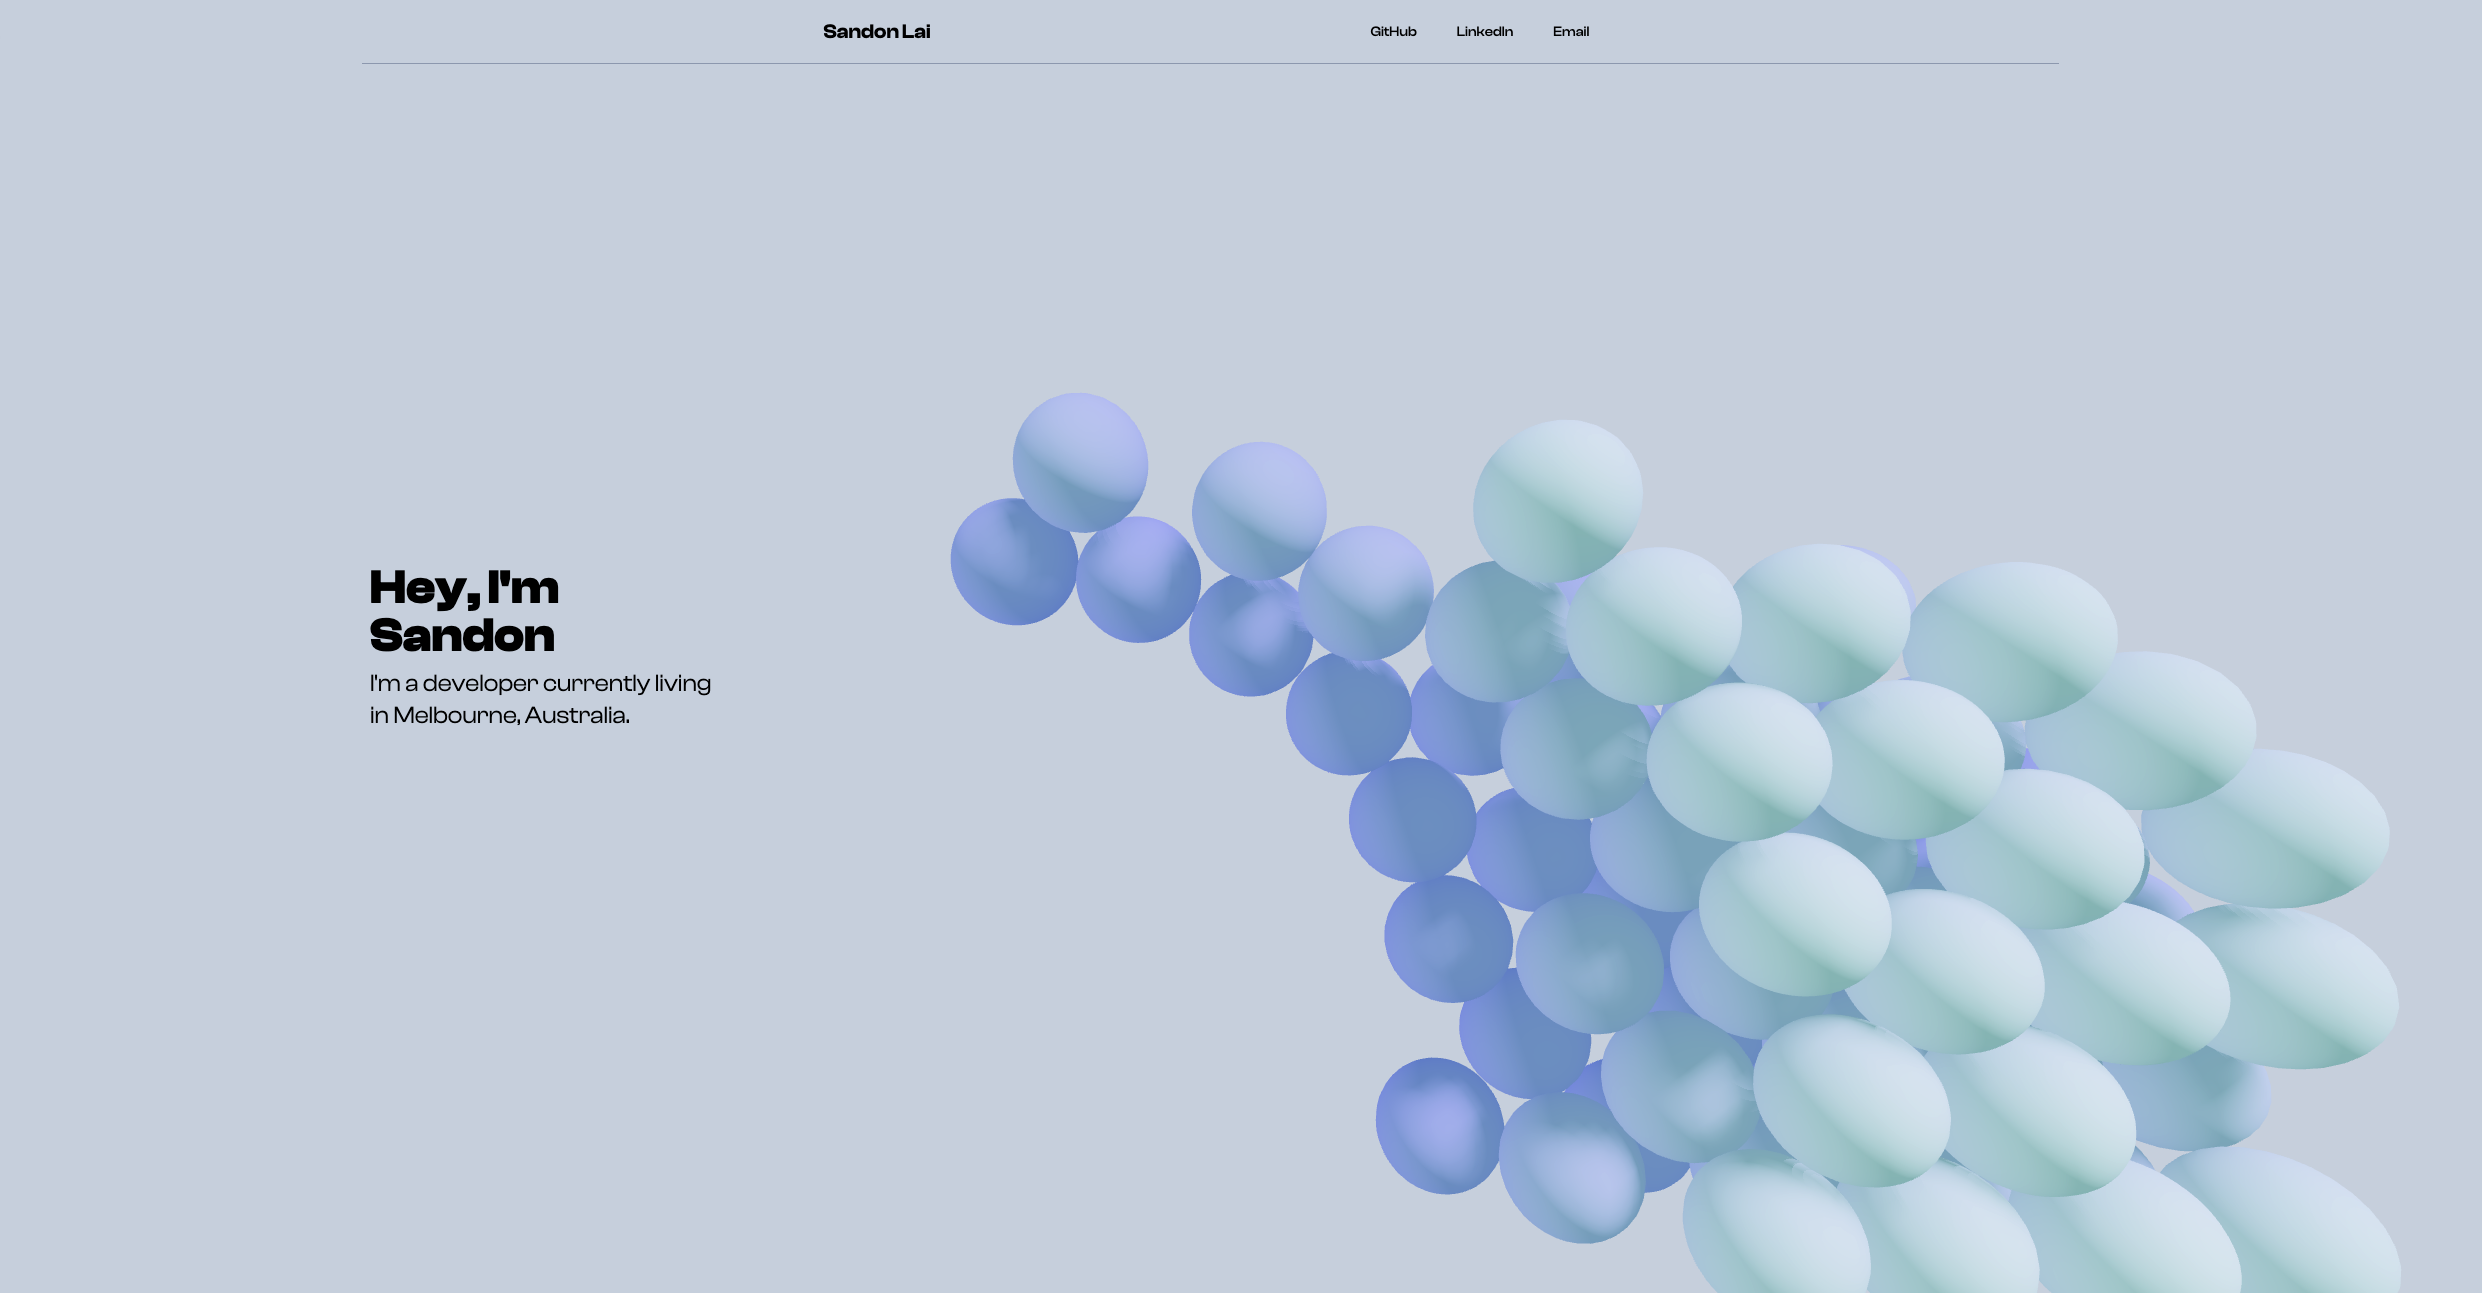 Sandon Lai
GitHub LinkedIn Email
Hey, I'm
Sandon
I'm a developer currently living
in Melbourne, Australia.